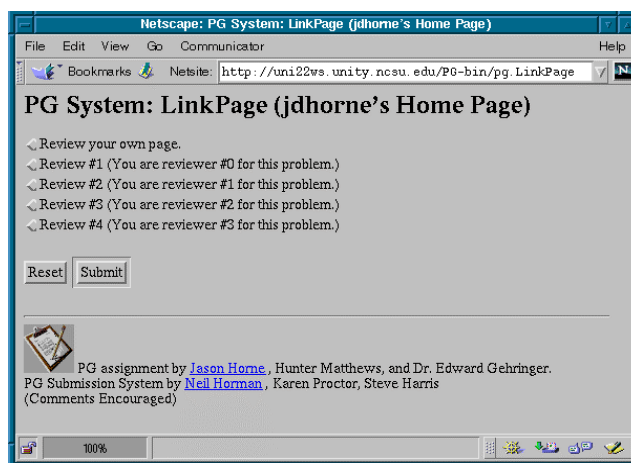 Netscape: PG System: LinkPage (jdhorne's Home Page)
File Edit View Go Communicator Help
Bookmarks Netsite: http://uni22ws.unity.ncsu.edu/PG-bin/pg.LinkPage N
PG System: LinkPage (jdhorne's Home Page)
Review your own page.
Review #1 (You are reviewer #0 for this problem.)
Review #2 (You are reviewer #1 for this problem.)
Review #3 (You are reviewer #2 for this problem.)
Review #4 (You are reviewer #3 for this problem.)
Reset Submit
PG assignment by Jason Horne , Hunter Matthews, and Dr. Edward Gehringer.
PG Submission System by Neil Horman , Karen Proctor, Steve Harris
(Comments Encouraged)
100%